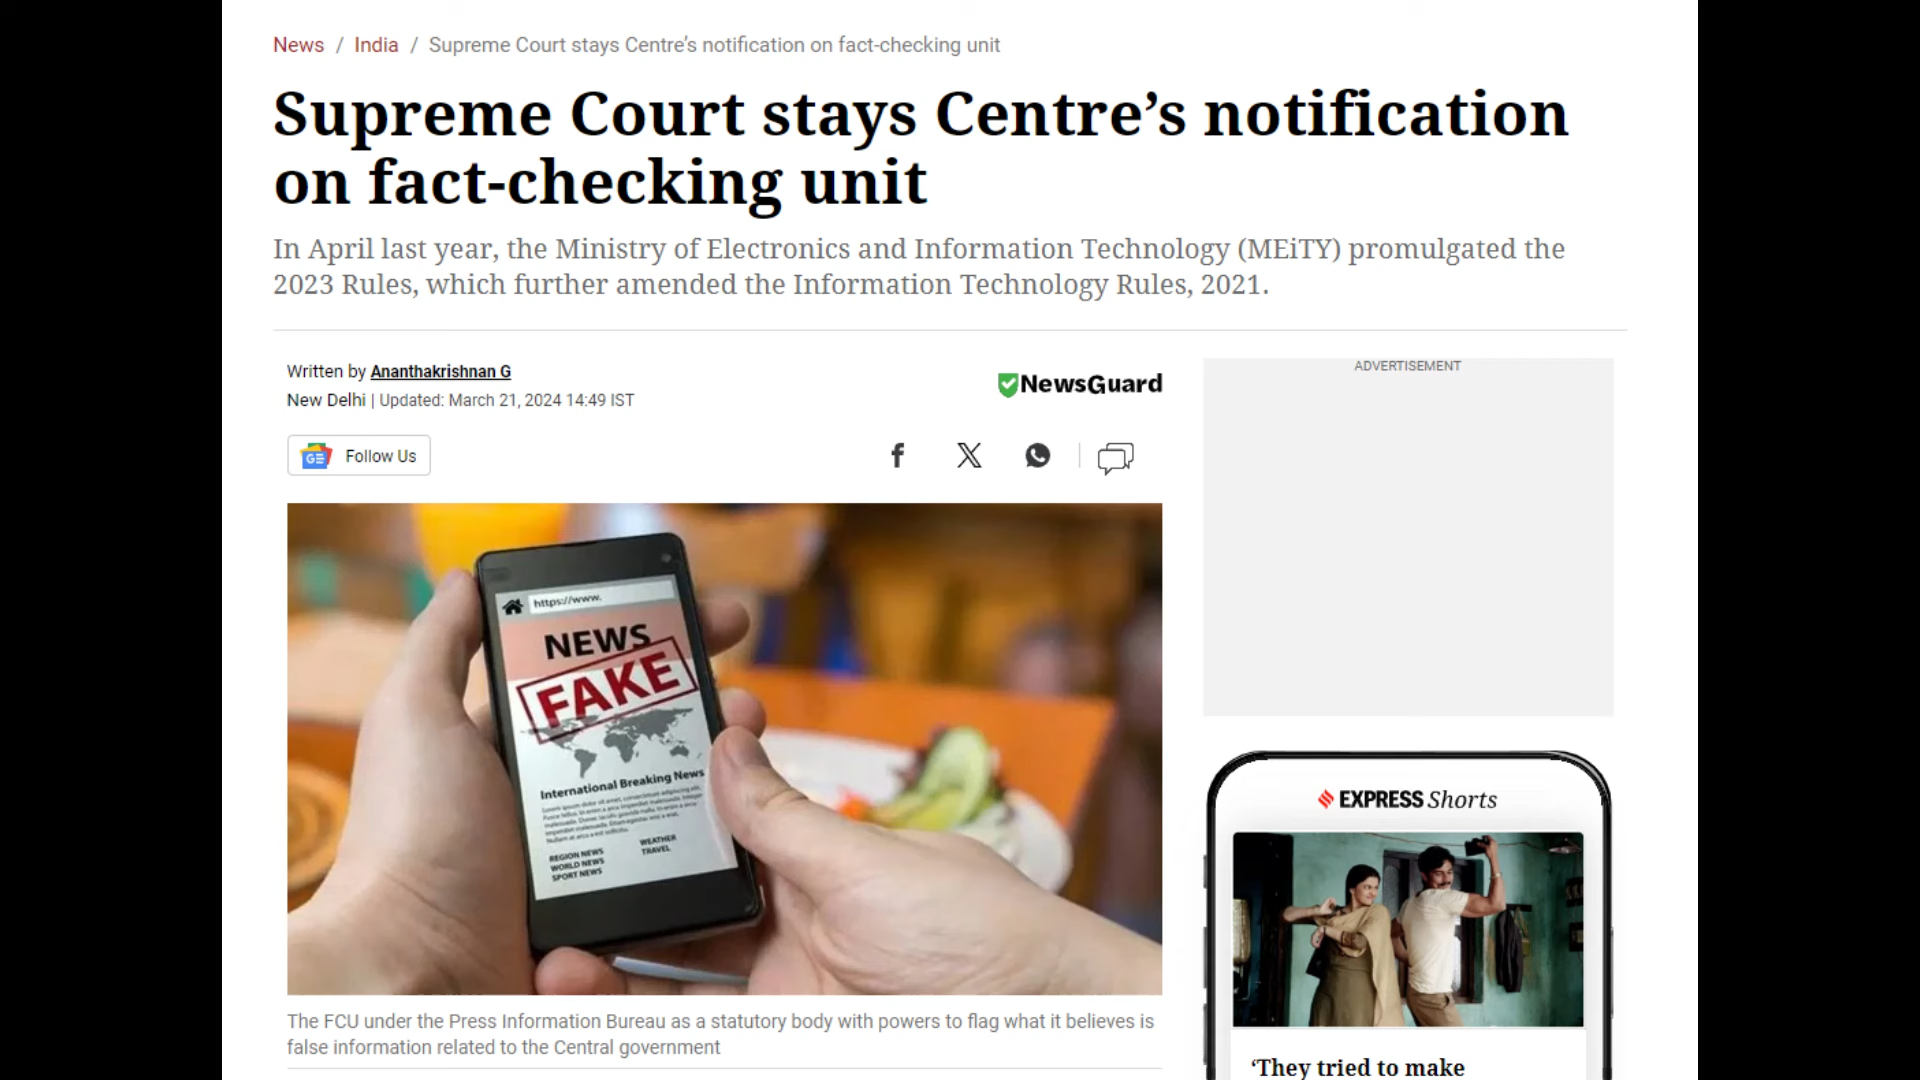 News / India / Supreme Court stays Centre’s notification on fact-checking unit
Supreme Court stays Centre’s notification
on fact-checking unit
In April last year, the Ministry of Electronics and Information Technology (MEiTY) promulgated the
2023 Rules, which further amended the Information Technology Rules, 2021.
Written by Ananthakrishnan G
New Delhi | Updated: March 21, 2024 14:49 IST
NewsGuard
GE Follow Us
https://www.
NEWS
FAKE
International Breaking News
REGION NEWS
WORLD NEWS
SPORT NEWS
WEATHER
TRAVEL
The FCU under the Press Information Bureau as a statutory body with powers to flag what it believes is
false information related to the Central government
ADVERTISEMENT
EXPRESS Shorts
‘They tried to make